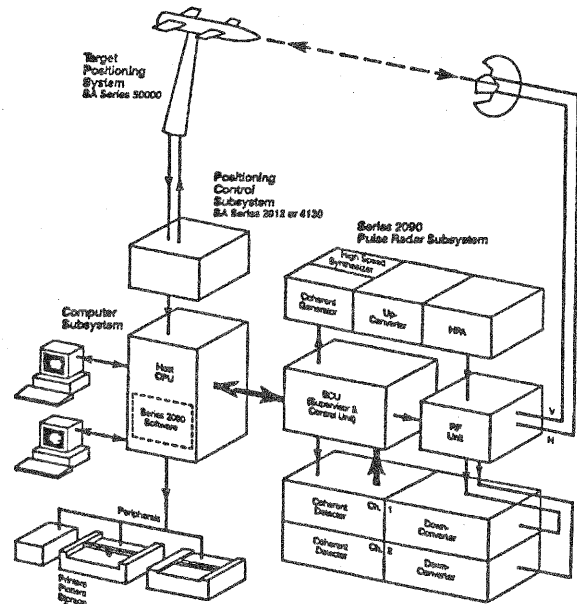 Target
Positioning
System
SA Series 50000
Positioning
Control
Subsystem
SA Series 2012 or 4130
Series 2090
Pulse Radar Subsystem
High Speed
Synthesizer
Coherent
Generator
Up-
Converter
HPA
Computer
Subsystem
Host
CPU
Series 2090
Software
SCU
(Supervisor &
Control Unit)
RF
Unit
V
H
Peripherals
Coherent
Detector
Ch. 1
Down-
Converter
Coherent
Detector
Ch. 2
Down-
Converter
Printers
Plotters
Storage